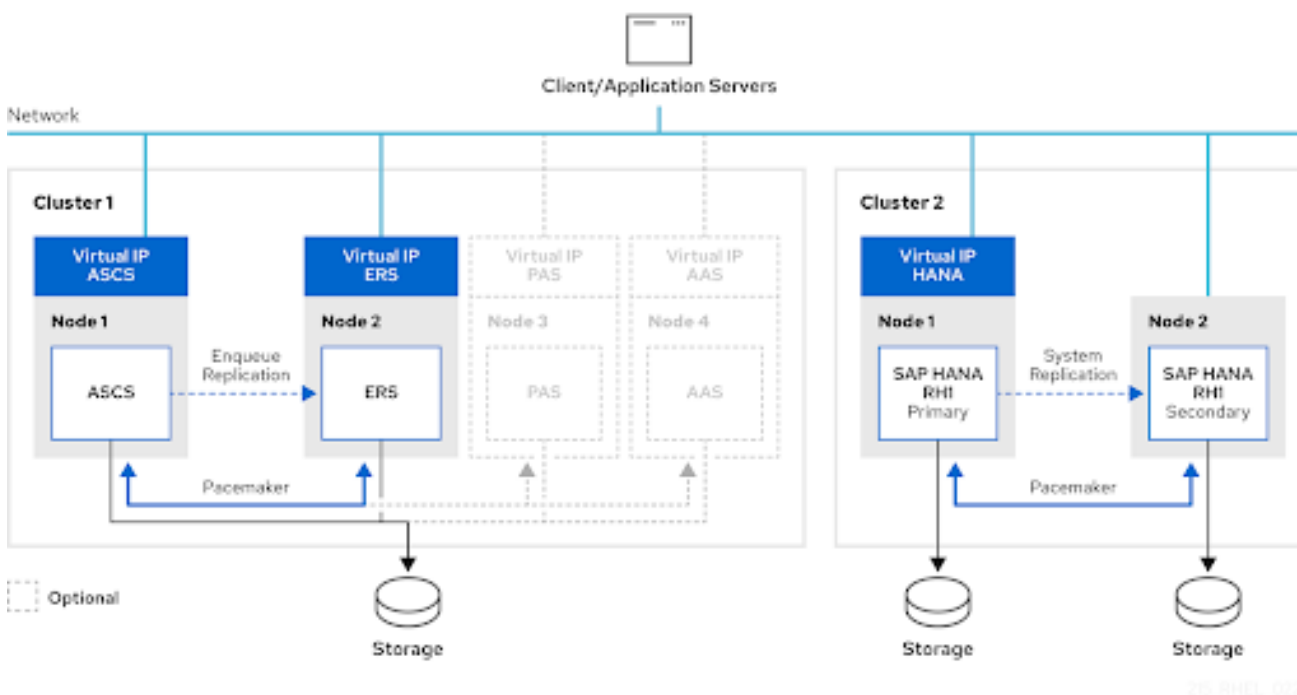 Client/Application Servers
Network
Cluster 1
Virtual IP
ASCS
Node 1
ASCS
Enqueue
Replication
Virtual IP
ERS
Node 2
ERS
Pacemaker
Virtual IP
PAS
Node 3
PAS
Virtual IP
AAS
Node 4
AAS
Storage
Optional
Cluster 2
Virtual IP
HANA
Node 1
SAP HANA
RH1
Primary
System
Replication
Node 2
SAP HANA
RH1
Secondary
Pacemaker
Storage
Storage